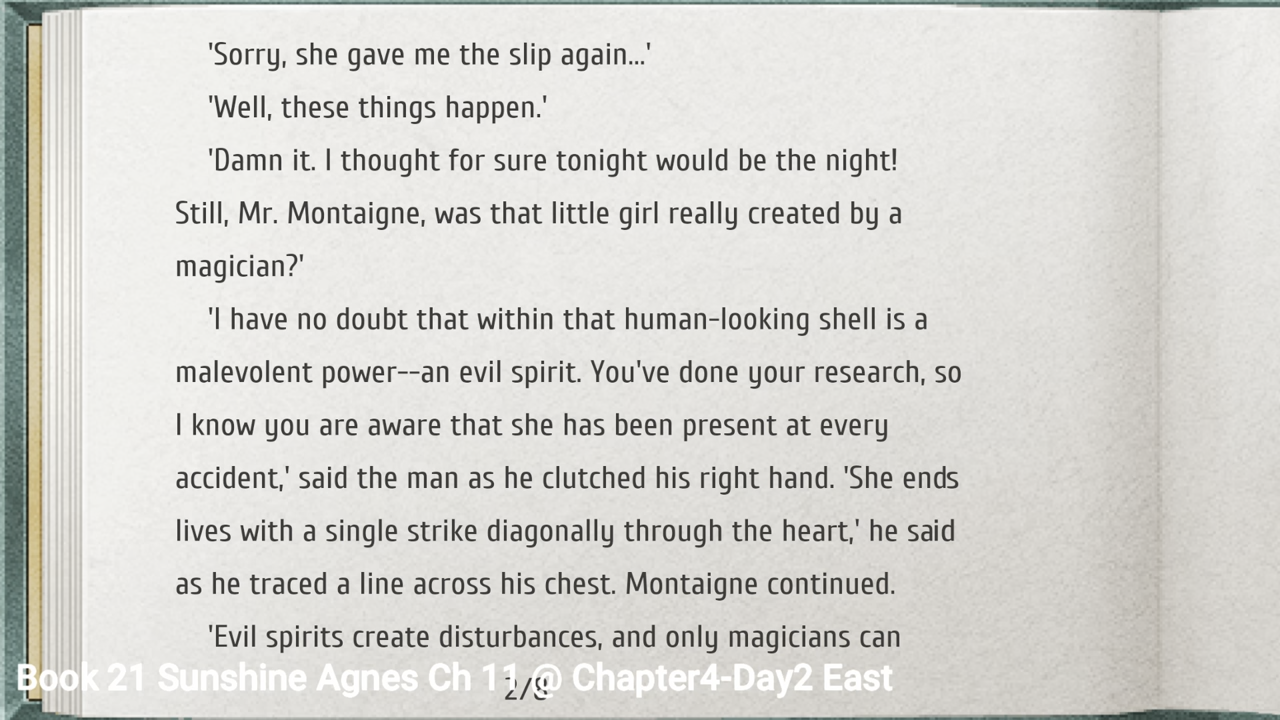 'Sorry, she gave me the slip again...'
'Well, these things happen.'
'Damn it. I thought for sure tonight would be the night!
Still, Mr. Montaigne, was that little girl really created by a
magician?'
'I have no doubt that within that human-looking shell is a
malevolent power--an evil spirit. You've done your research, so
I know you are aware that she has been present at every
accident,' said the man as he clutched his right hand. 'She ends
lives with a single strike diagonally through the heart,' he said
as he traced a line across his chest. Montaigne continued.
'Evil spirits create disturbances, and only magicians can
Book 21 Sunshine Agnes Ch 11 @ Chapter4-Day2 East
2/8